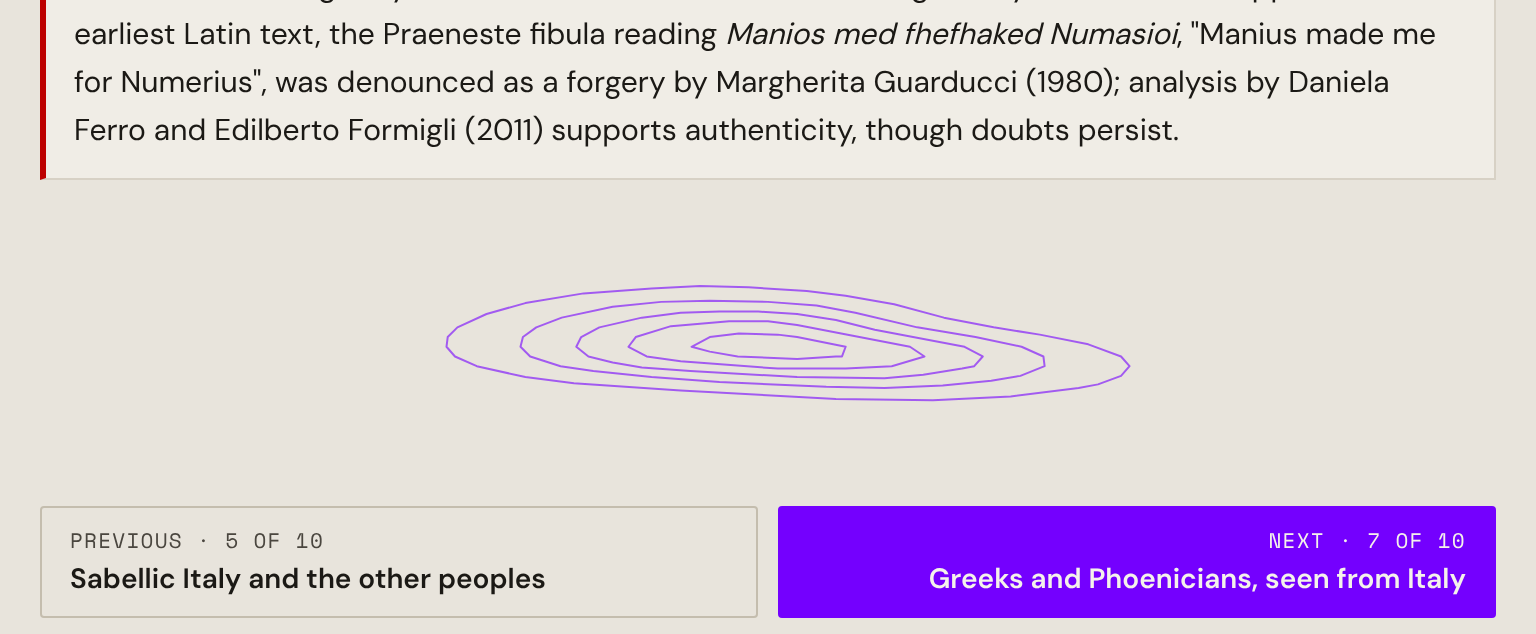 earliest Latin text, the Praeneste fibula reading Manios med fhefhaked Numasioi, "Manius made me
for Numerius", was denounced as a forgery by Margherita Guarducci (1980); analysis by Daniela
Ferro and Edilberto Formigli (2011) supports authenticity, though doubts persist.
PREVIOUS · 5 OF 10
Sabellic Italy and the other peoples
NEXT · 7 OF 10
Greeks and Phoenicians, seen from Italy